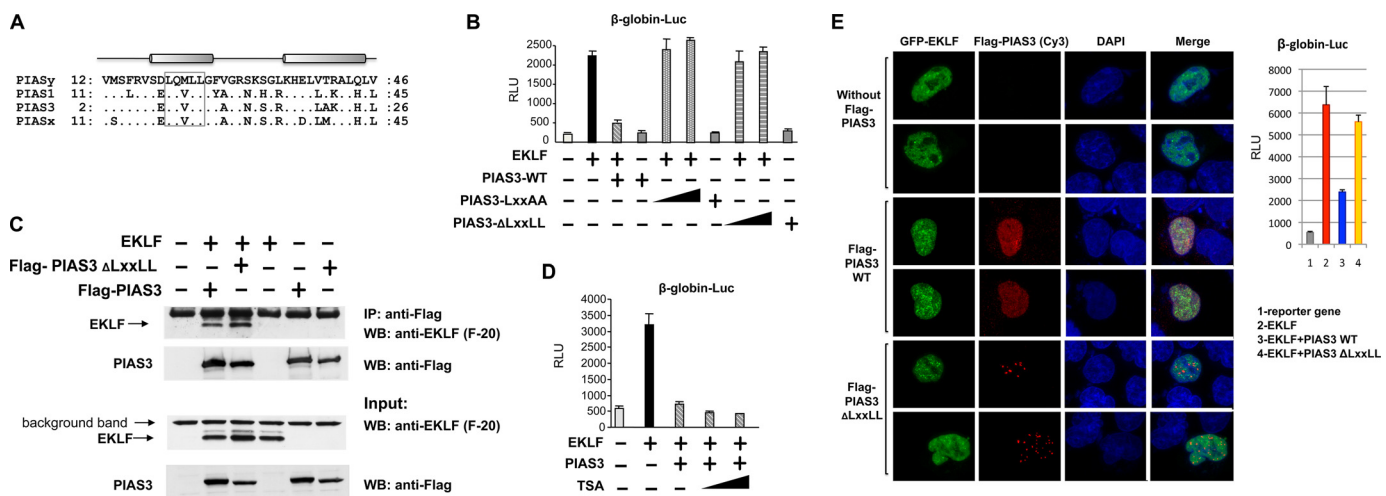 A
PIASy 12: VMSFRVSDLQMLLGFVGRSKSGLKHELVTRALQLV :46
PIAS1 11: ...L...E..V...YA..N.H.R.....LL..K..H.L :45
PIAS3 2: .......E..V....A..N.S.R.....LAK...H.L :26
PIASx 11: .S.....E..V....A..N.S.R..D.LM...H.L :45
B
β-globin-Luc
RLU
2500
2000
1500
1000
500
0
EKLF – + + – + + – + + –
PIAS3-WT – – + + – – – – – –
PIAS3-LxxAA – – – – + – – –
PIAS3-ΔLxxLL – – – – – – – +
C
EKLF – + + + – –
Flag- PIAS3 ΔLxxLL – – + – – +
Flag-PIAS3 – + – – + –
EKLF
IP: anti-Flag
WB: anti-EKLF (F-20)
PIAS3
WB: anti-Flag
Input:
background band
WB: anti-EKLF (F-20)
EKLF
PIAS3
WB: anti-Flag
D
β-globin-Luc
RLU
4000
3500
3000
2500
2000
1500
1000
500
0
EKLF – + + + +
PIAS3 – – + + +
TSA – – –
E
GFP-EKLF Flag-PIAS3 (Cy3) DAPI Merge
Without
Flag-
PIAS3
Flag-
PIAS3
WT
Flag-
PIAS3
ΔLxxLL
β-globin-Luc
RLU
8000
7000
6000
5000
4000
3000
2000
1000
0
1 2 3 4
1-reporter gene
2-EKLF
3-EKLF+PIAS3 WT
4-EKLF+PIAS3 ΔLxxLL